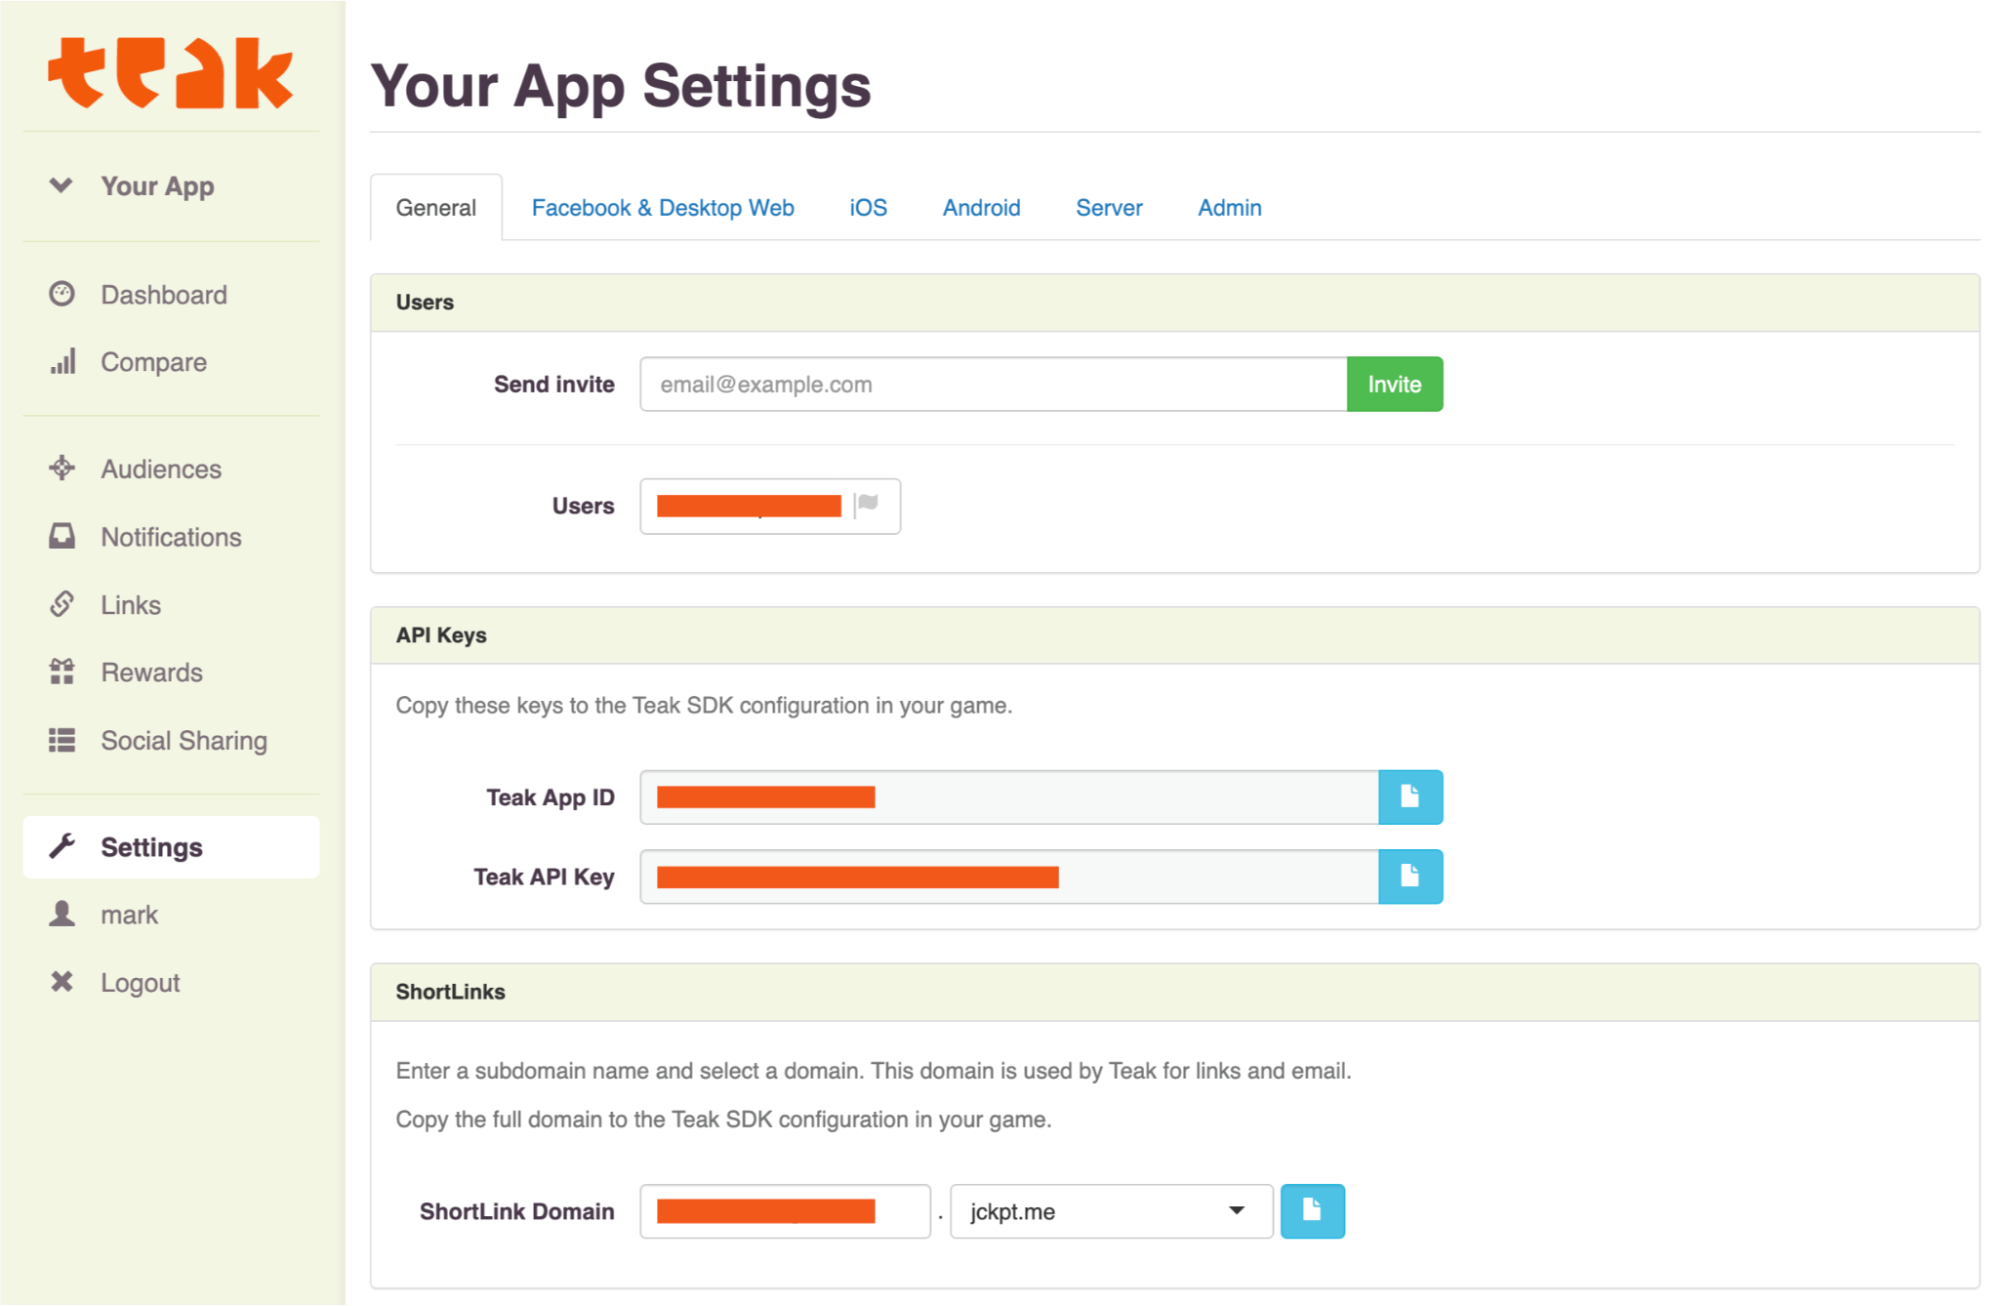 teak
Your App
Dashboard
Compare
Audiences
Notifications
Links
Rewards
Social Sharing
Settings
mark
Logout
Your App Settings
General
Facebook & Desktop Web
iOS
Android
Server
Admin
Users
Send invite
email@example.com
Invite
Users
API Keys
Copy these keys to the Teak SDK configuration in your game.
Teak App ID
Teak API Key
ShortLinks
Enter a subdomain name and select a domain. This domain is used by Teak for links and email.
Copy the full domain to the Teak SDK configuration in your game.
ShortLink Domain
.
jckpt.me